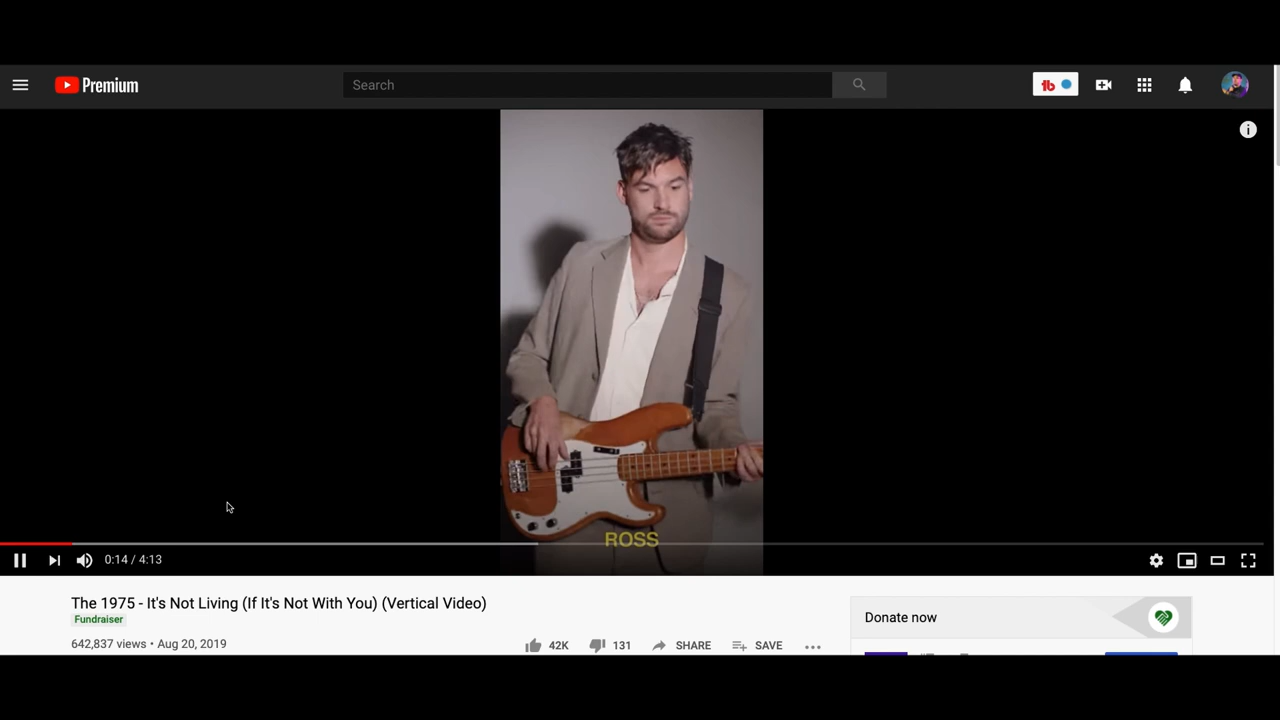 Premium
Search
tb
i
ROSS
0:14 / 4:13
The 1975 - It's Not Living (If It's Not With You) (Vertical Video)
Fundraiser
642,837 views • Aug 20, 2019
42K
131
SHARE
SAVE
Donate now